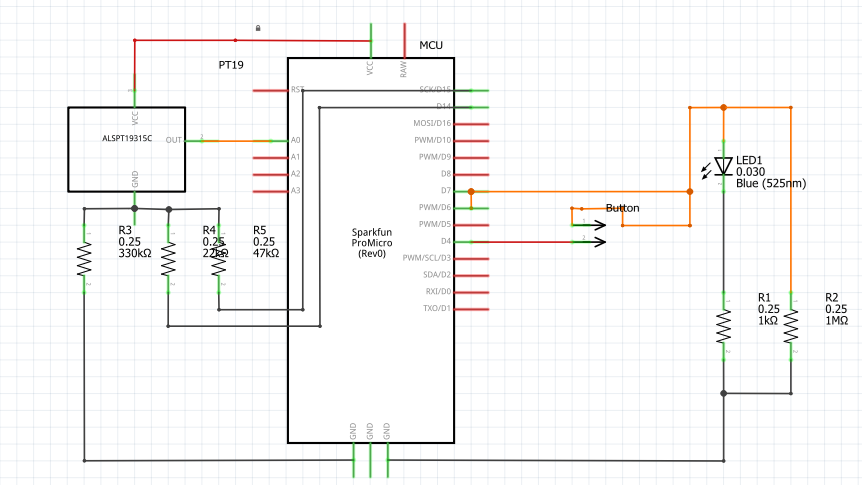 MCU
PT19
VCC
RAW
VCC
ALSPT19315C
OUT
GND
RST
SCK/D15
D14
MOSI/D16
A0
PWM/D10
A1
PWM/D9
A2
D8
A3
D7
PWM/D6
PWM/D5
D4
PWM/SCL/D3
SDA/D2
RXI/D0
TXO/D1
Sparkfun
ProMicro
(Rev0)
GND
GND
GND
R3
0.25
330kΩ
R4
0.25
22kΩ
R5
0.25
47kΩ
Button
1
2
LED1
0.030
Blue (525nm)
R1
0.25
1kΩ
R2
0.25
1MΩ